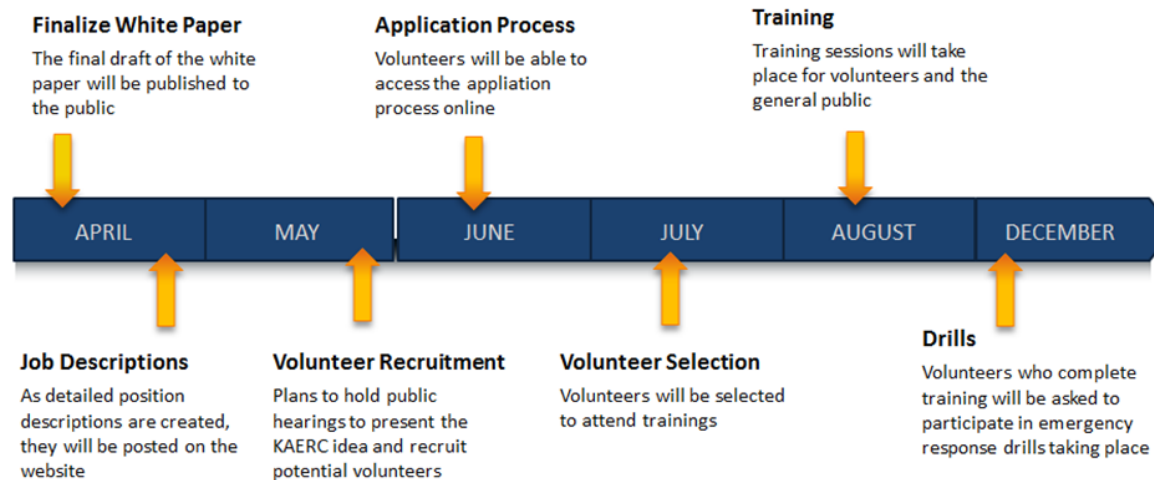 Finalize White Paper
The final draft of the white
paper will be published to
the public
Application Process
Volunteers will be able to
access the appliation
process online
Training
Training sessions will take
place for volunteers and the
general public
APRIL
MAY
JUNE
JULY
AUGUST
DECEMBER
Job Descriptions
As detailed position
descriptions are created,
they will be posted on the
website
Volunteer Recruitment
Plans to hold public
hearings to present the
KAERC idea and recruit
potential volunteers
Volunteer Selection
Volunteers will be selected
to attend trainings
Drills
Volunteers who complete
training will be asked to
participate in emergency
response drills taking place